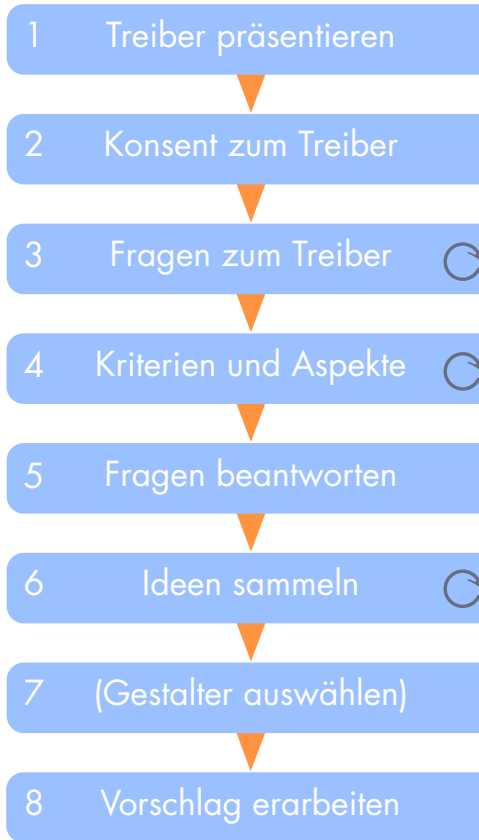 1 Treiber präsentieren
2 Konsent zum Treiber
3 Fragen zum Treiber
4 Kriterien und Aspekte
5 Fragen beantworten
6 Ideen sammeln
7 (Gestalter auswählen)
8 Vorschlag erarbeiten